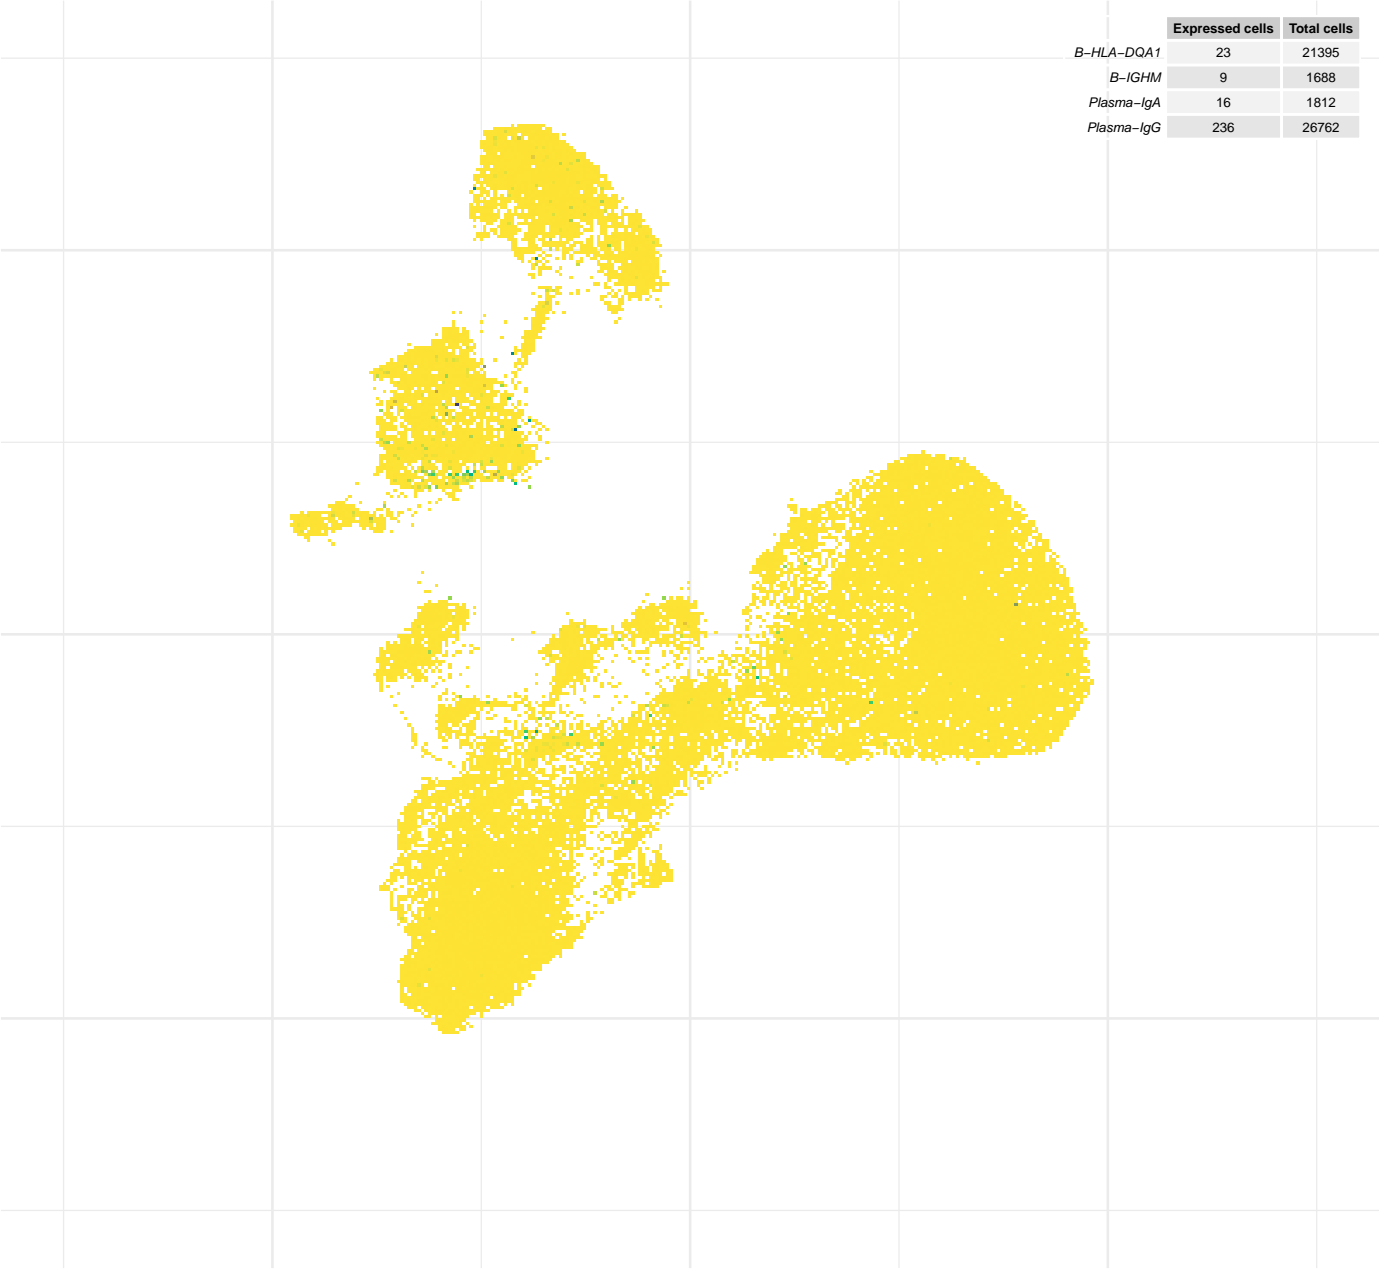 Expressed cells Total cells
B−HLA−DQA1 23 21395
B−IGHM 9 1688
Plasma−IgA 16 1812
Plasma−IgG 236 26762